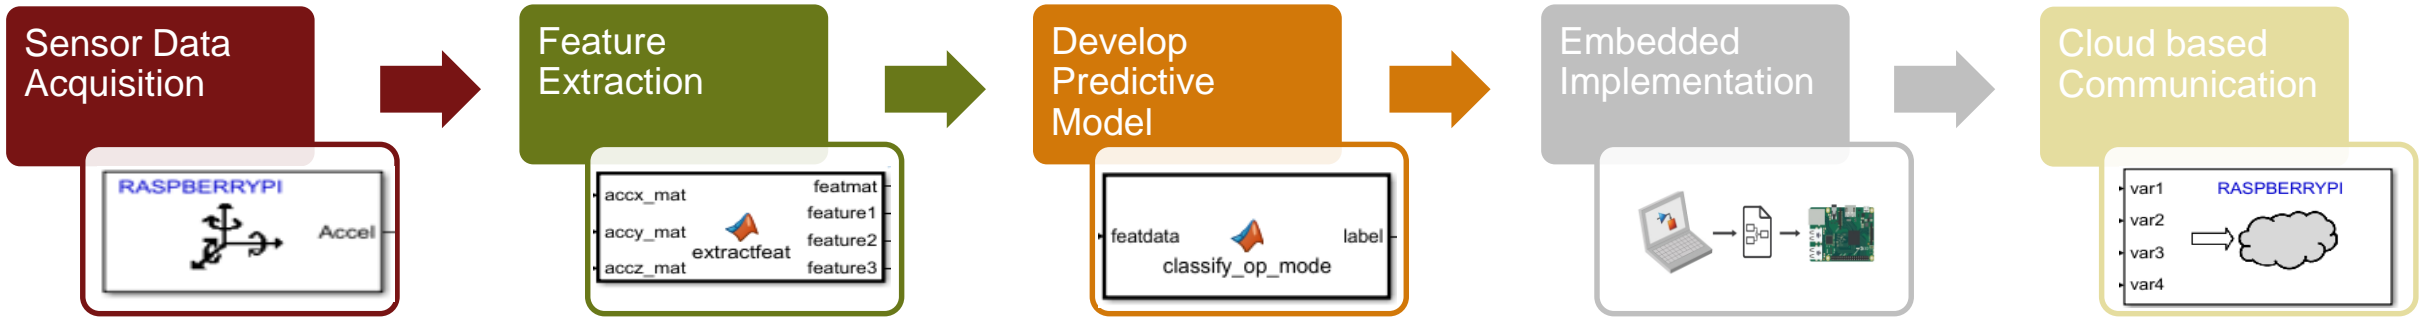 Sensor Data
Acquisition
RASPBERRYPI
Accel
Feature
Extraction
accx_mat
accy_mat
accz_mat
extractfeat
featmat
feature1
feature2
feature3
Develop
Predictive
Model
featdata
classify_op_mode
label
Embedded
Implementation
Cloud based
Communication
var1
var2
var3
var4
RASPBERRYPI